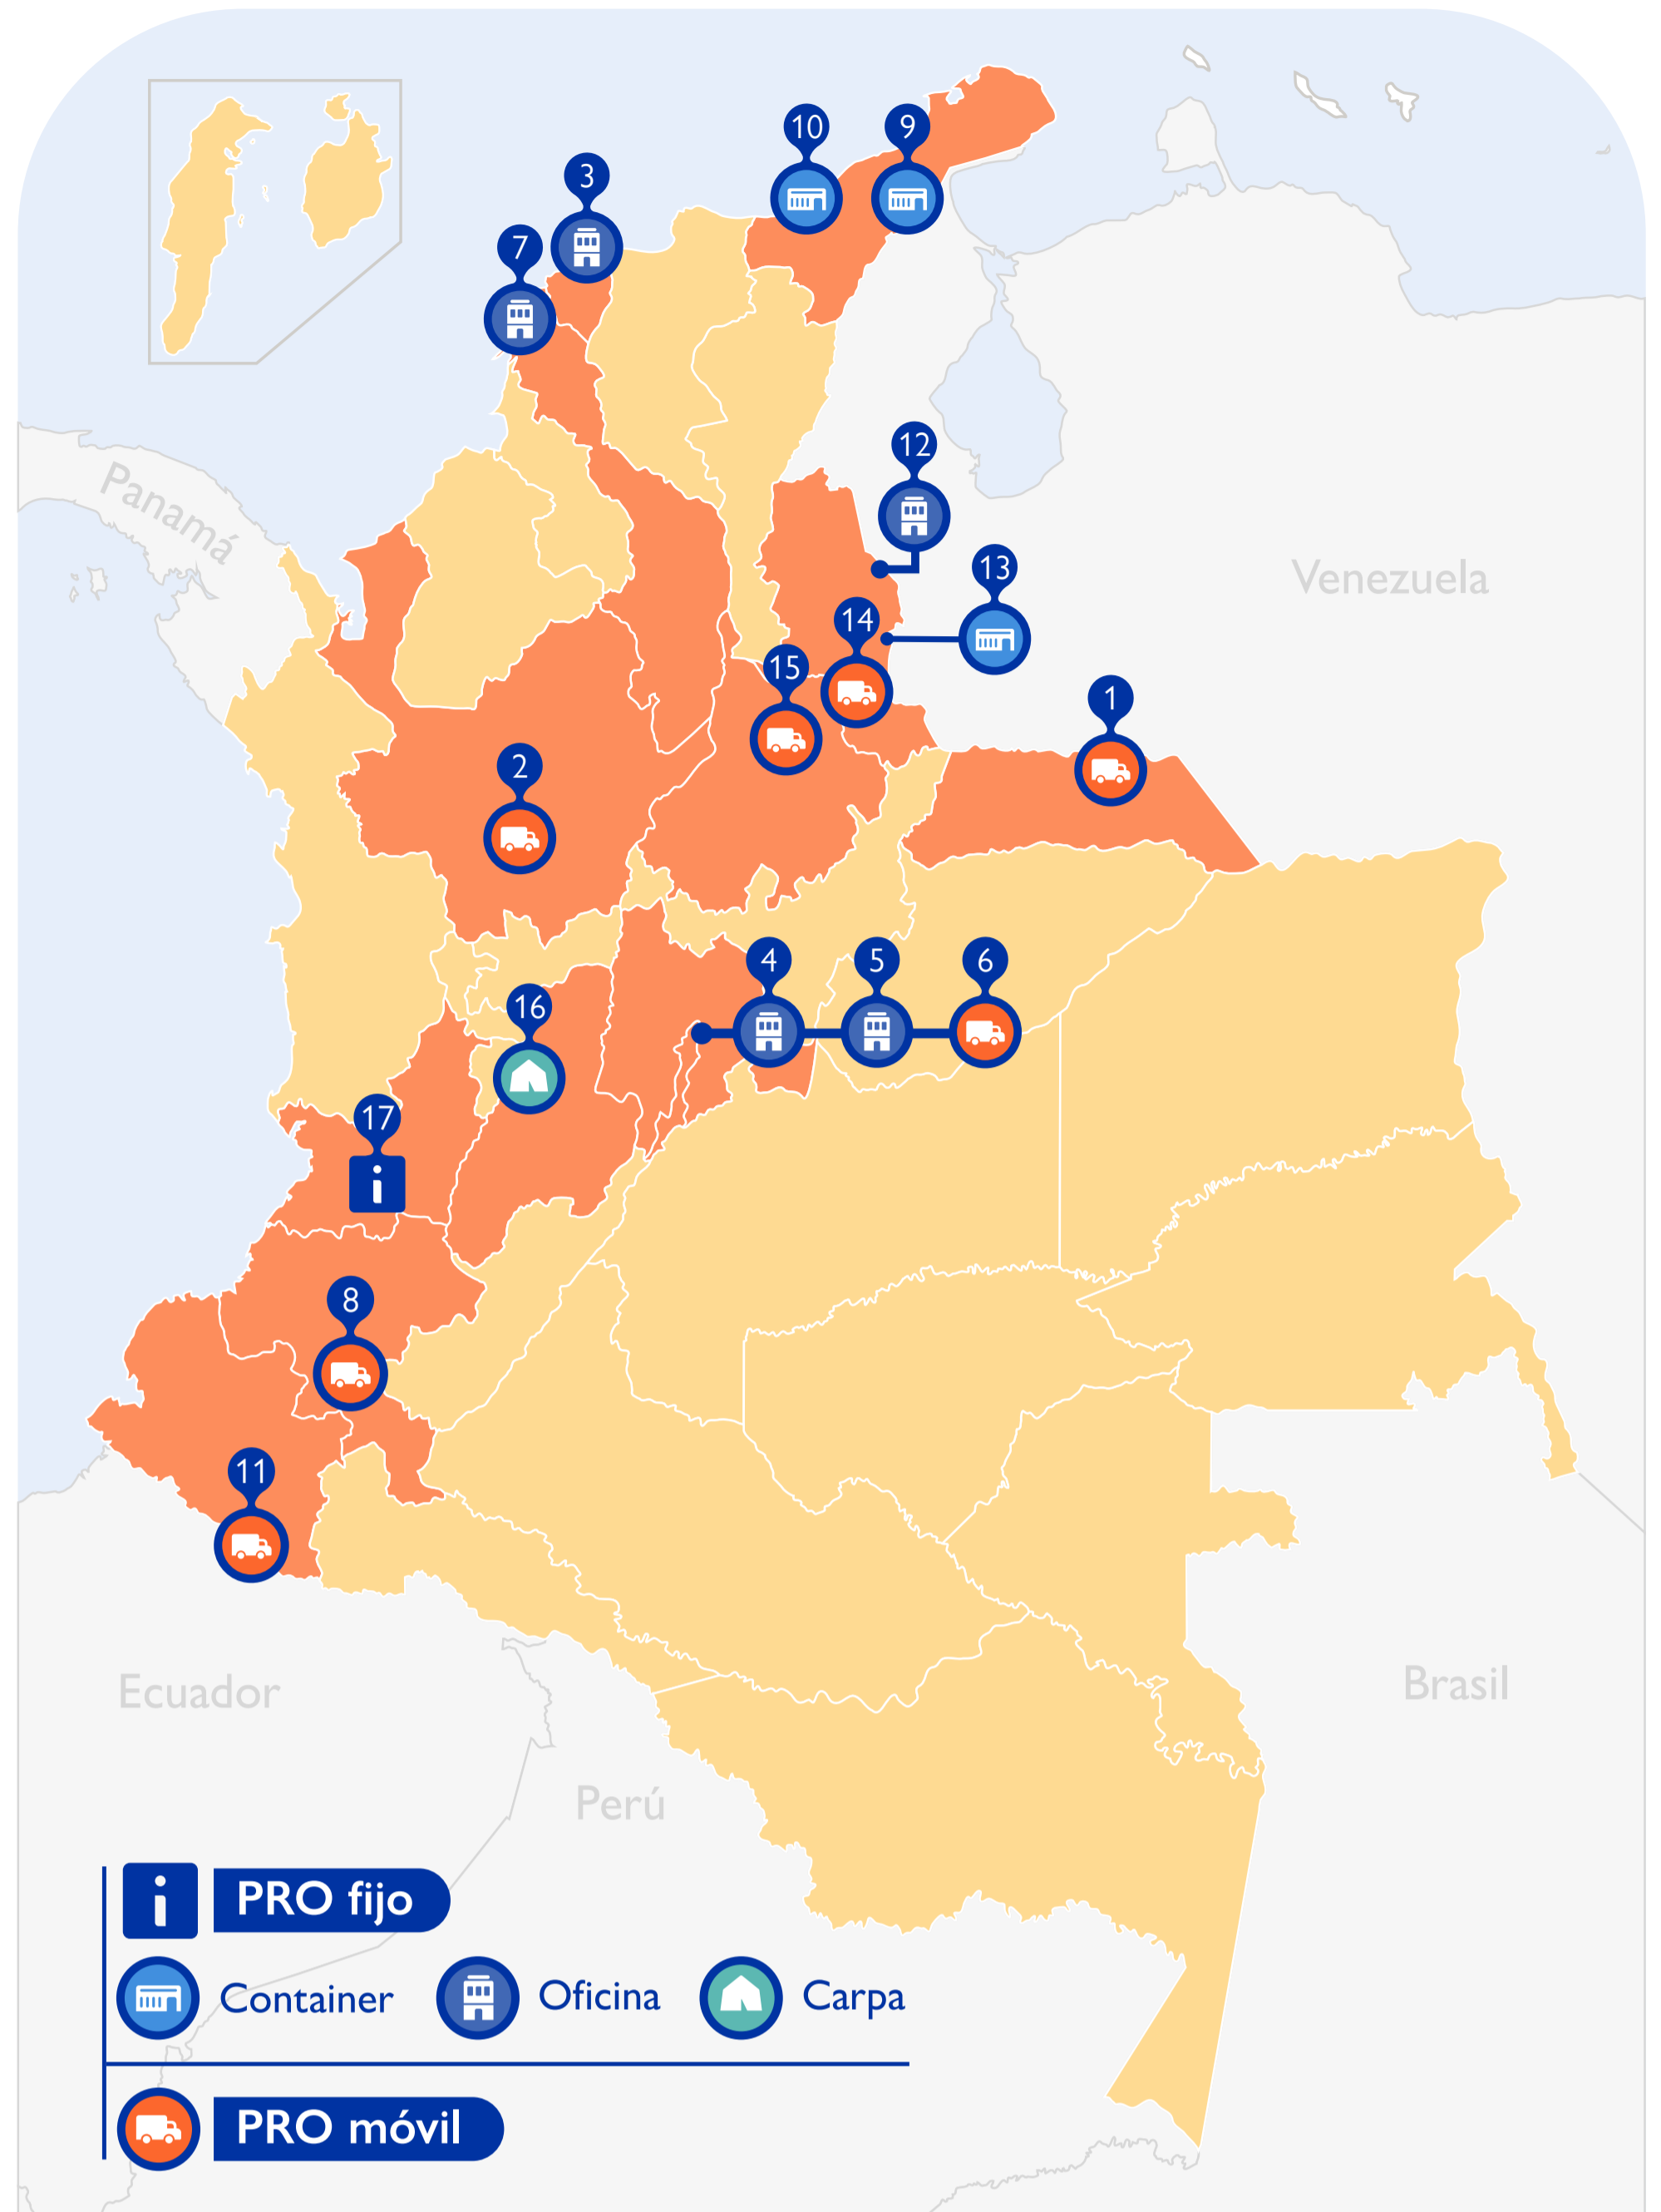 10
9
3
7
Panamá
12
Venezuela
13
14
15
1
2
4
5
6
16
17
i
8
11
Ecuador
Brasil
Perú
i PRO fijo
Container Oficina Carpa
PRO móvil